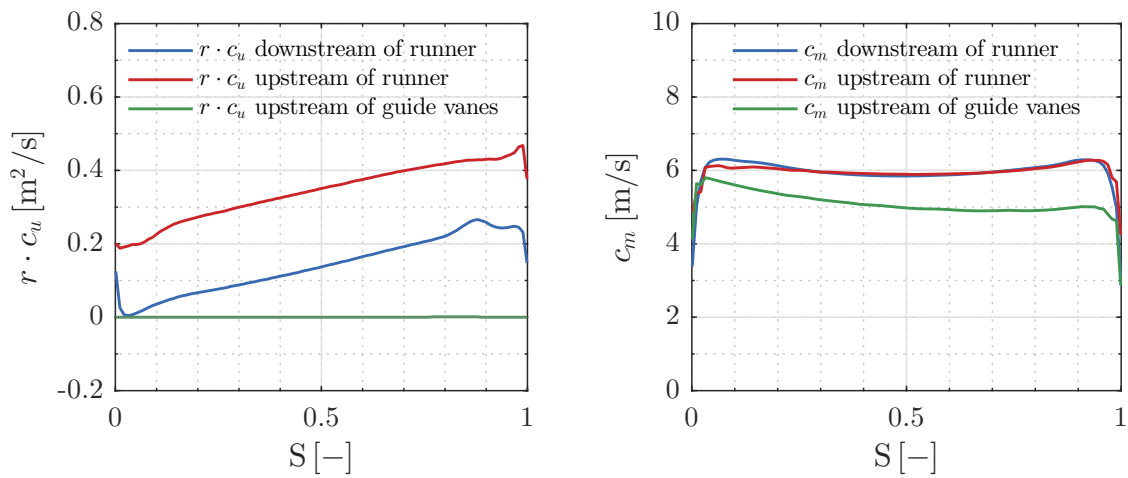 0.8
r · c_u downstream of runner
r · c_u upstream of runner
r · c_u upstream of guide vanes
0.6
0.4
0.2
0
-0.2
r · c_u [m²/s]
0 0.5 1
S [−]
10
c_m downstream of runner
c_m upstream of runner
c_m upstream of guide vanes
8
6
4
2
0
c_m [m/s]
0 0.5 1
S [−]